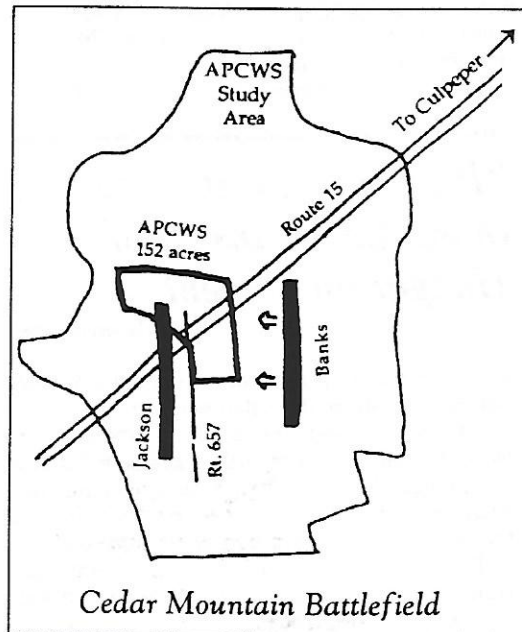 APCWS
Study
Area
To Culpeper
Route 15
APCWS
152 acres
Banks
Jackson
Rt. 657
Cedar Mountain Battlefield